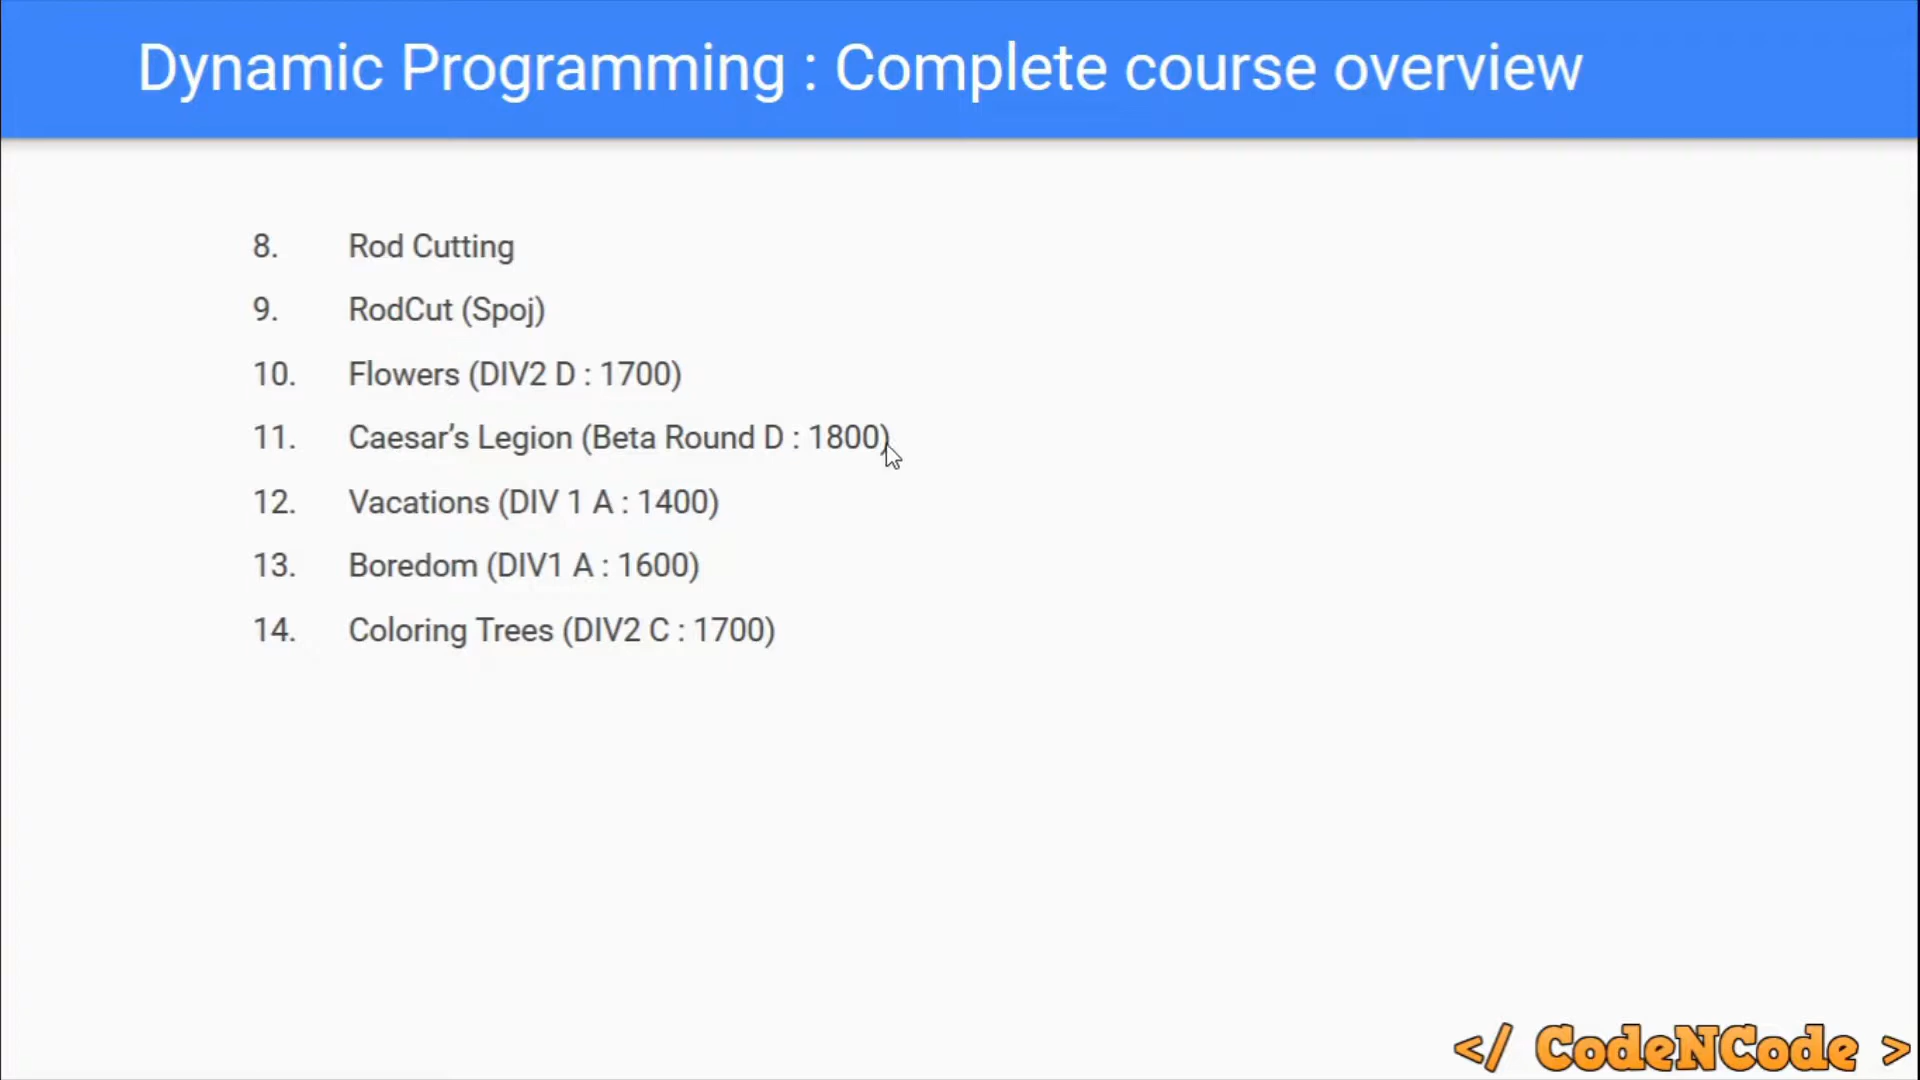 Dynamic Programming : Complete course overview
8. Rod Cutting
9. RodCut (Spoj)
10. Flowers (DIV2 D : 1700)
11. Caesar’s Legion (Beta Round D : 1800)
12. Vacations (DIV 1 A : 1400)
13. Boredom (DIV1 A : 1600)
14. Coloring Trees (DIV2 C : 1700)
</ CodeNCode >